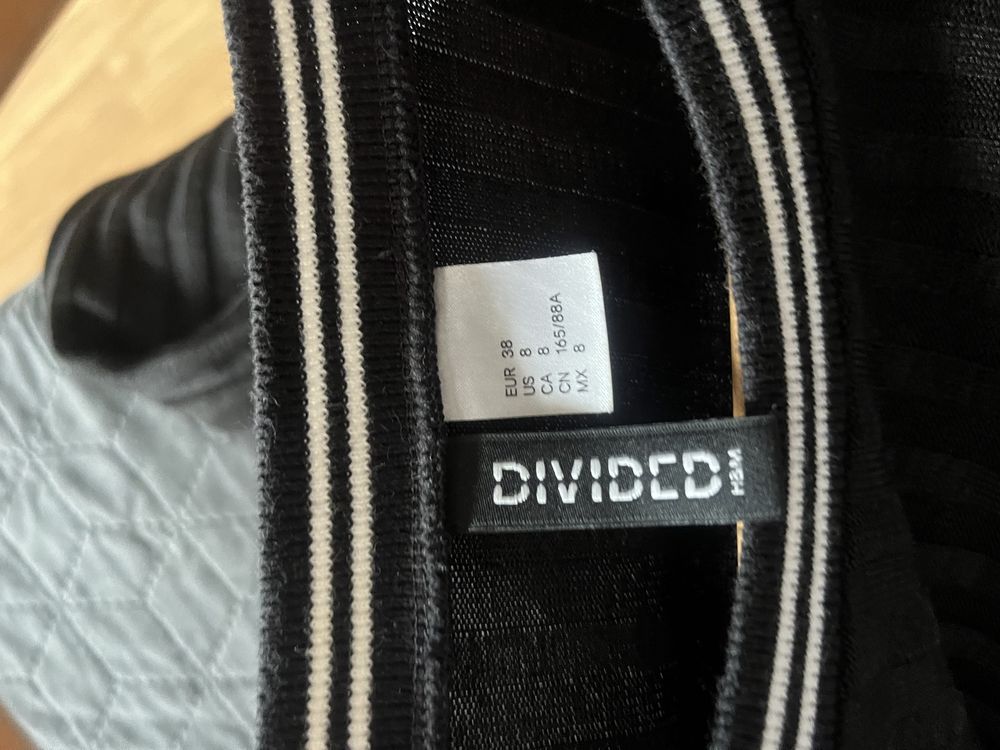 EUR 38
US 8
CA 8
CN 165/88A
MX 8
DIVIDED
H&M